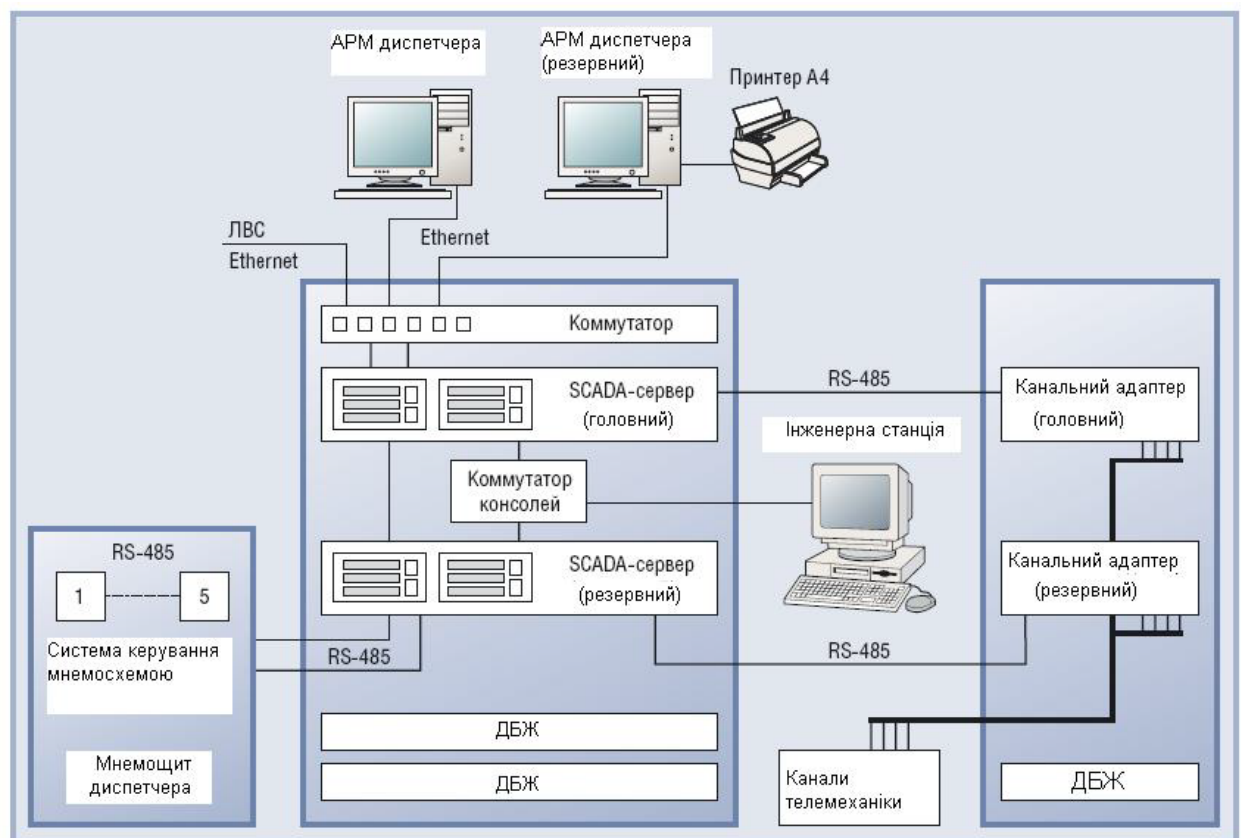 АРМ диспетчера
АРМ диспетчера
(резервний)
Принтер А4
ЛВС
Ethernet
Ethernet
Коммутатор
SCADA-сервер
(головний)
RS-485
Канальний адаптер
(головний)
Інженерна станція
Коммутатор
консолей
RS-485
1
5
Система керування
мнемосхемою
Мнемощит
диспетчера
SCADA-сервер
(резервний)
RS-485
RS-485
Канальний адаптер
(резервний)
ДБЖ
ДБЖ
Канали
телемеханіки
ДБЖ